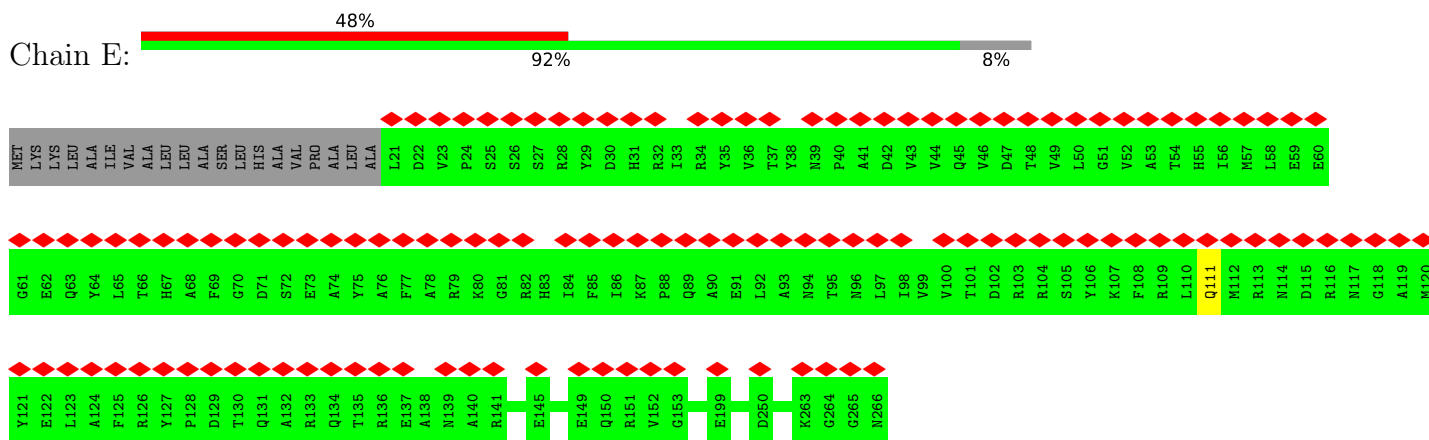 48%
Chain E:
92% 8%
MET LYS LYS LEU ALA ILE VAL ALA LEU LEU ALA SER LEU HIS ALA VAL PRO ALA LEU ALA L21 D22 V23 P24 S25 S26 S27 R28 Y29 D30 H31 R32 I33 R34 Y35 V36 T37 Y38 N39 P40 A41 D42 V43 V44 Q45 V46 D47 T48 V49 L50 G51 V52 A53 T54 H55 I56 M57 L58 E59 E60
G61 E62 Q63 Y64 L65 T66 H67 A68 F69 G70 D71 S72 E73 A74 Y75 A76 F77 A78 R79 K80 G81 R82 H83 I84 F85 I86 K87 P88 Q89 A90 E91 L92 A93 N94 T95 N96 L97 I98 V99 V100 T101 D102 R103 R104 S105 Y106 K107 F108 R109 L110 Q111 M112 R113 N114 D115 R116 N117 G118 A119 M120
Y121 E122 L123 A124 F125 R126 Y127 P128 D129 T130 Q131 A132 R133 Q134 T135 R136 E137 A138 N139 A140 R141 E145 E149 Q150 R151 V152 G153 E199 D250 K263 G264 G265 N266